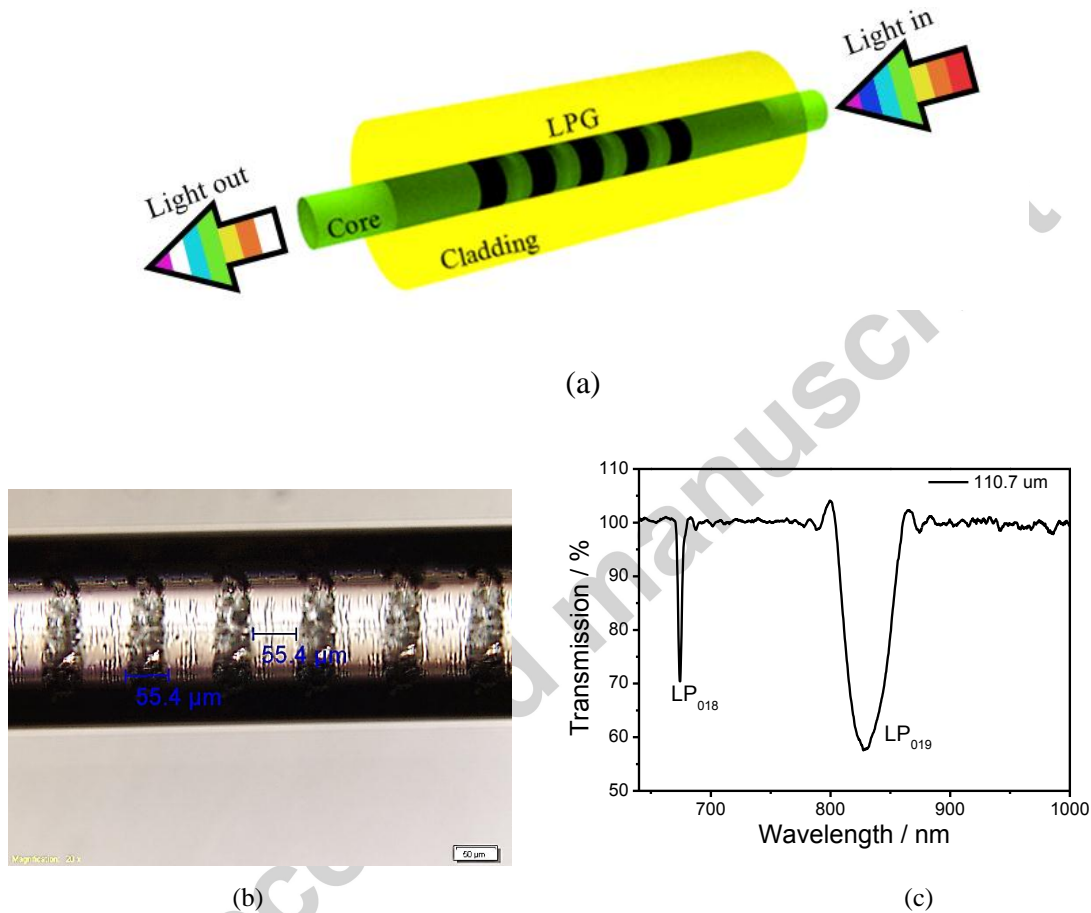 Light in
LPG
Light out
Core
Cladding
(a)
55.4 µm
55.4 µm
50 µm
(b)
110
100
90
80
70
60
50
Transmission / %
110.7 um
LP018
LP019
700
800
900
1000
Wavelength / nm
(c)
manuscript